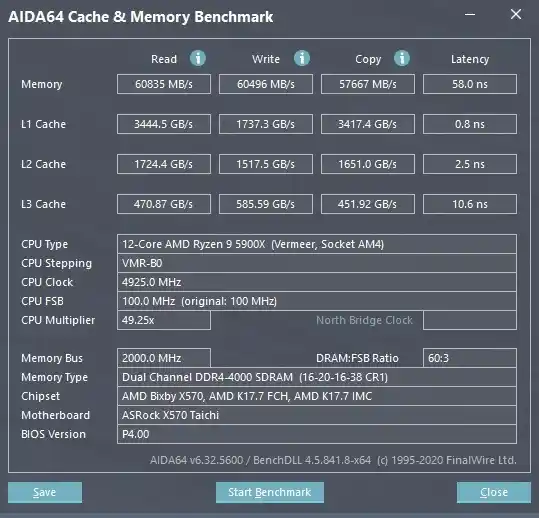 AIDA64 Cache & Memory Benchmark
Read Write Copy Latency
Memory 60835 MB/s 60496 MB/s 57667 MB/s 58.0 ns
L1 Cache 3444.5 GB/s 1737.3 GB/s 3417.4 GB/s 0.8 ns
L2 Cache 1724.4 GB/s 1517.5 GB/s 1651.0 GB/s 2.5 ns
L3 Cache 470.87 GB/s 585.59 GB/s 451.92 GB/s 10.6 ns
CPU Type 12-Core AMD Ryzen 9 5900X (Vermeer, Socket AM4)
CPU Stepping VMR-B0
CPU Clock 4925.0 MHz
CPU FSB 100.0 MHz (original: 100 MHz)
CPU Multiplier 49.25x North Bridge Clock
Memory Bus 2000.0 MHz DRAM:FSB Ratio 60:3
Memory Type Dual Channel DDR4-4000 SDRAM (16-20-16-38 CR1)
Chipset AMD Bixby X570, AMD K17.7 FCH, AMD K17.7 IMC
Motherboard ASRock X570 Taichi
BIOS Version P4.00
AIDA64 v6.32.5600 / BenchDLL 4.5.841.8-x64 (c) 1995-2020 FinalWire Ltd.
Save Start Benchmark Close